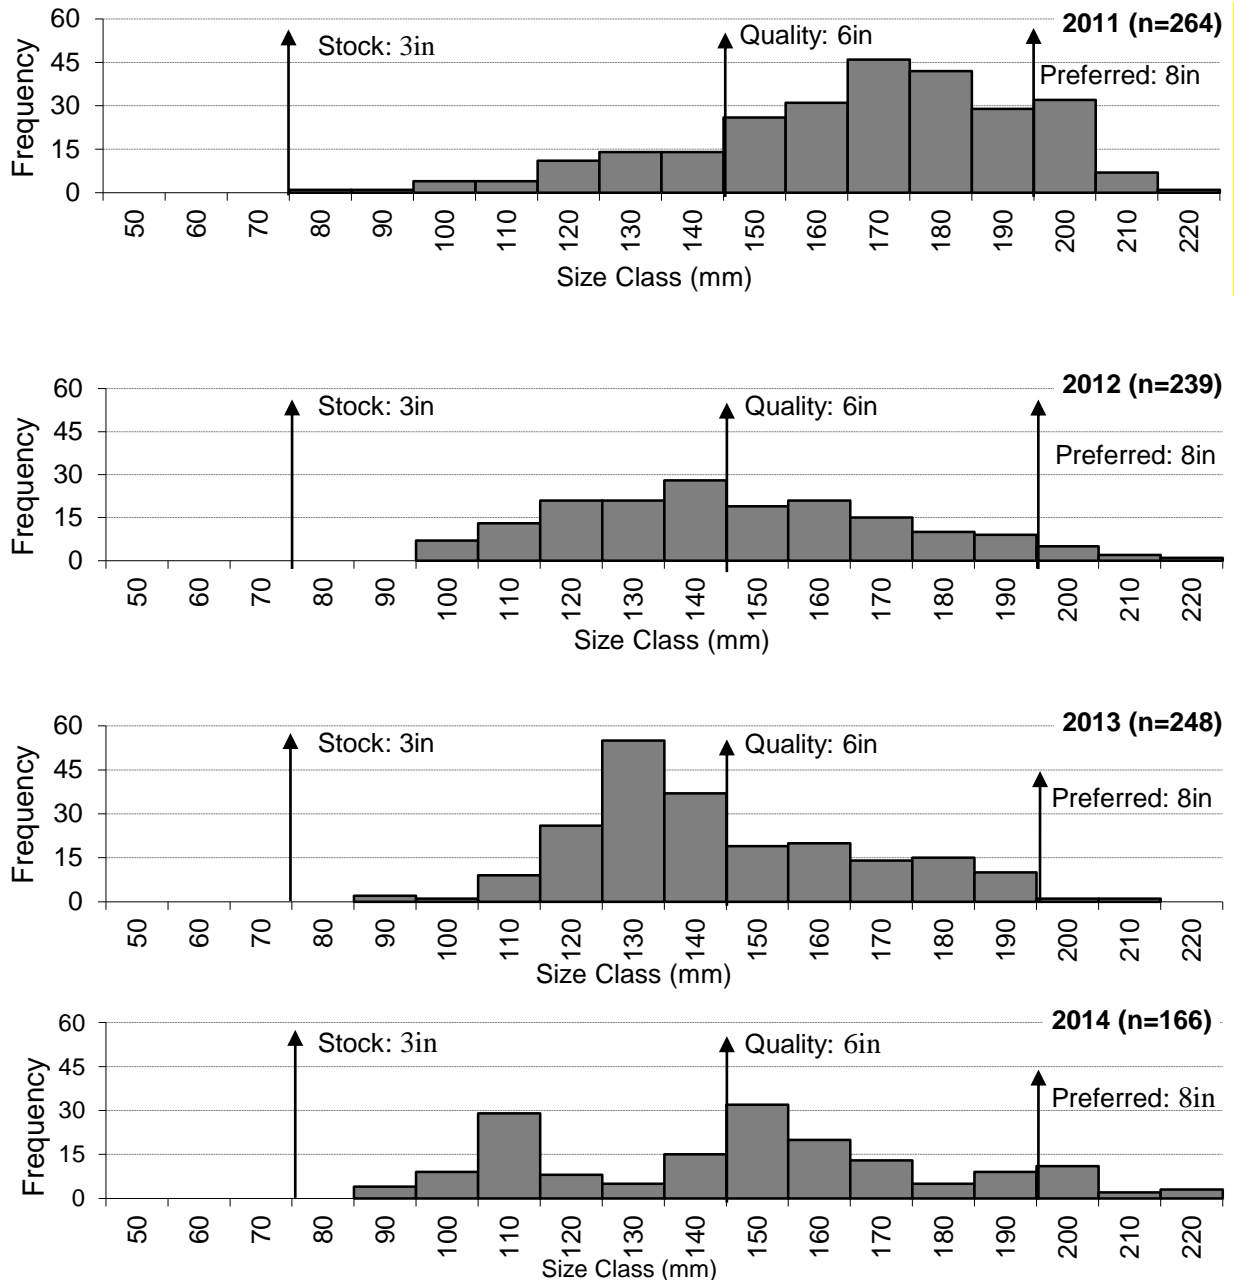 60
2011 (n=264)
Stock: 3in
Quality: 6in
Preferred: 8in
45
30
15
0
Frequency
50 60 70 80 90 100 110 120 130 140 150 160 170 180 190 200 210 220
Size Class (mm)
60
2012 (n=239)
Stock: 3in
Quality: 6in
Preferred: 8in
45
30
15
0
Frequency
50 60 70 80 90 100 110 120 130 140 150 160 170 180 190 200 210 220
Size Class (mm)
60
2013 (n=248)
Stock: 3in
Quality: 6in
Preferred: 8in
45
30
15
0
Frequency
50 60 70 80 90 100 110 120 130 140 150 160 170 180 190 200 210 220
Size Class (mm)
60
2014 (n=166)
Stock: 3in
Quality: 6in
Preferred: 8in
45
30
15
0
Frequency
50 60 70 80 90 100 110 120 130 140 150 160 170 180 190 200 210 220
Size Class (mm)